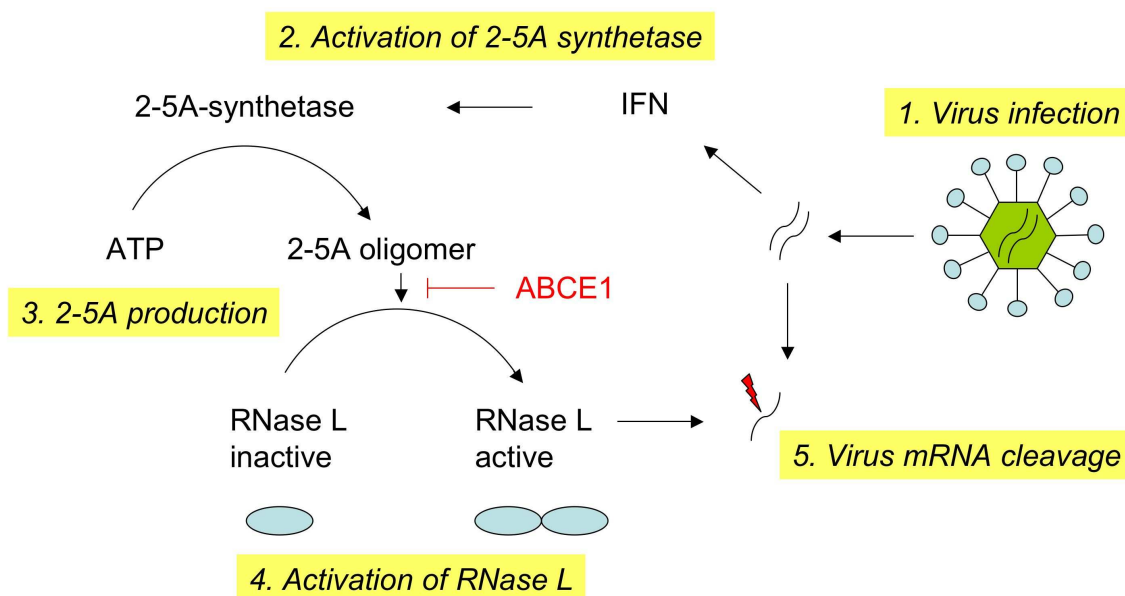 2. Activation of 2-5A synthetase
2-5A-synthetase
IFN
1. Virus infection
ATP
2-5A oligomer
ABCE1
3. 2-5A production
RNase L
inactive
RNase L
active
5. Virus mRNA cleavage
4. Activation of RNase L